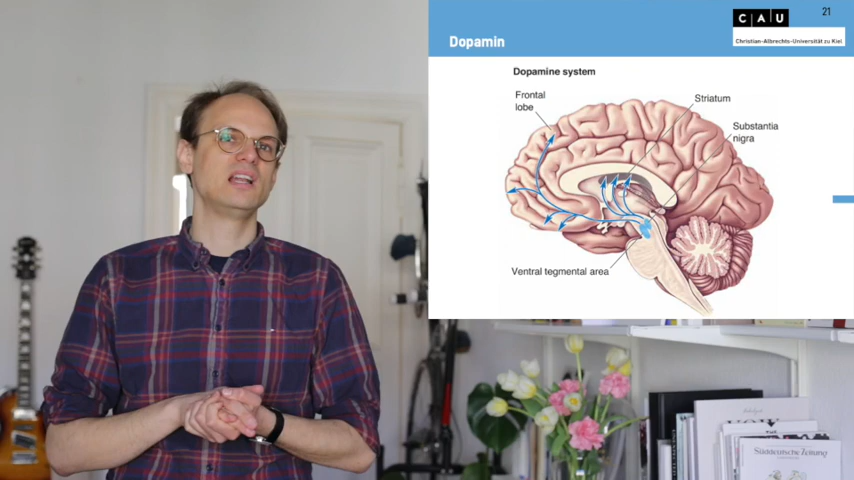 21
C A U
Christian-Albrechts-Universität zu Kiel
Dopamin
Dopamine system
Frontal
lobe
Striatum
Substantia
nigra
Ventral tegmental area
Süddeutsche Zeitung